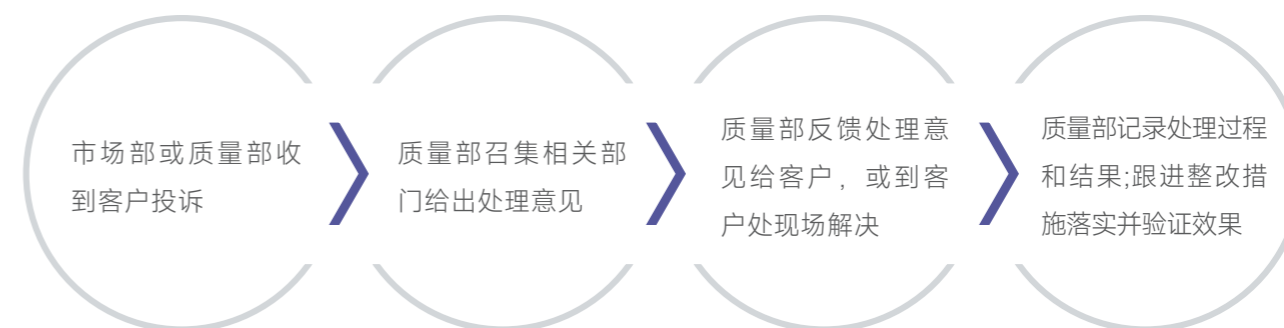 市场部或质量部收
到客户投诉
质量部召集相关部
门给出处理意见
质量部反馈处理意
见给客户，或到客
户处现场解决
质量部记录处理过程
和结果;跟进整改措
施落实并验证效果